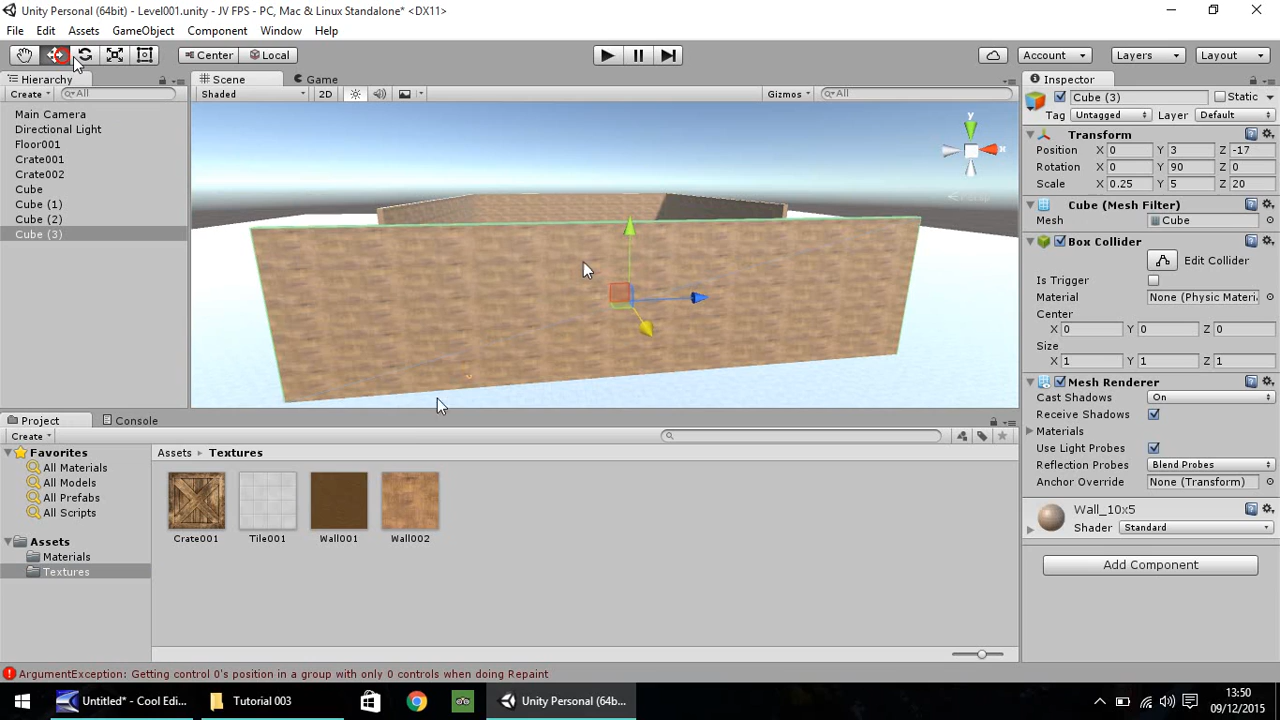 Unity Personal (64bit) - Level001.unity - JV FPS - PC, Mac & Linux Standalone* <DX11>
File Edit Assets GameObject Component Window Help
Center Local Account Layers Layout
Hierarchy Scene Game Inspector
Create All Shaded 2D Gizmos All Cube (3) Static
Main Camera Tag Untagged Layer Default
Directional Light y Transform
Floor001 x Position X 0 Y 3 Z -17
Crate001 Rotation X 0 Y 90 Z 0
Crate002 Scale X 0.25 Y 5 Z 20
Cube
Cube (1) Cube (Mesh Filter)
Cube (2) Mesh Cube
Cube (3) Box Collider
Edit Collider
Is Trigger
Material None (Physic Materi
Center
X 0 Y 0 Z 0
Size
X 1 Y 1 Z 1
Mesh Renderer
Cast Shadows On
Receive Shadows
Project Console
Materials
Create
Use Light Probes
Favorites Assets Textures
All Materials Reflection Probes Blend Probes
All Models Anchor Override None (Transform)
All Prefabs
All Scripts Wall_10x5
Shader Standard
Crate001 Tile001 Wall001 Wall002
Assets
Materials
Textures Add Component
ArgumentException: Getting control 0's position in a group with only 0 controls when doing Repaint
Untitled* - Cool Edi... Tutorial 003 Unity Personal (64b... 13:50
09/12/2015